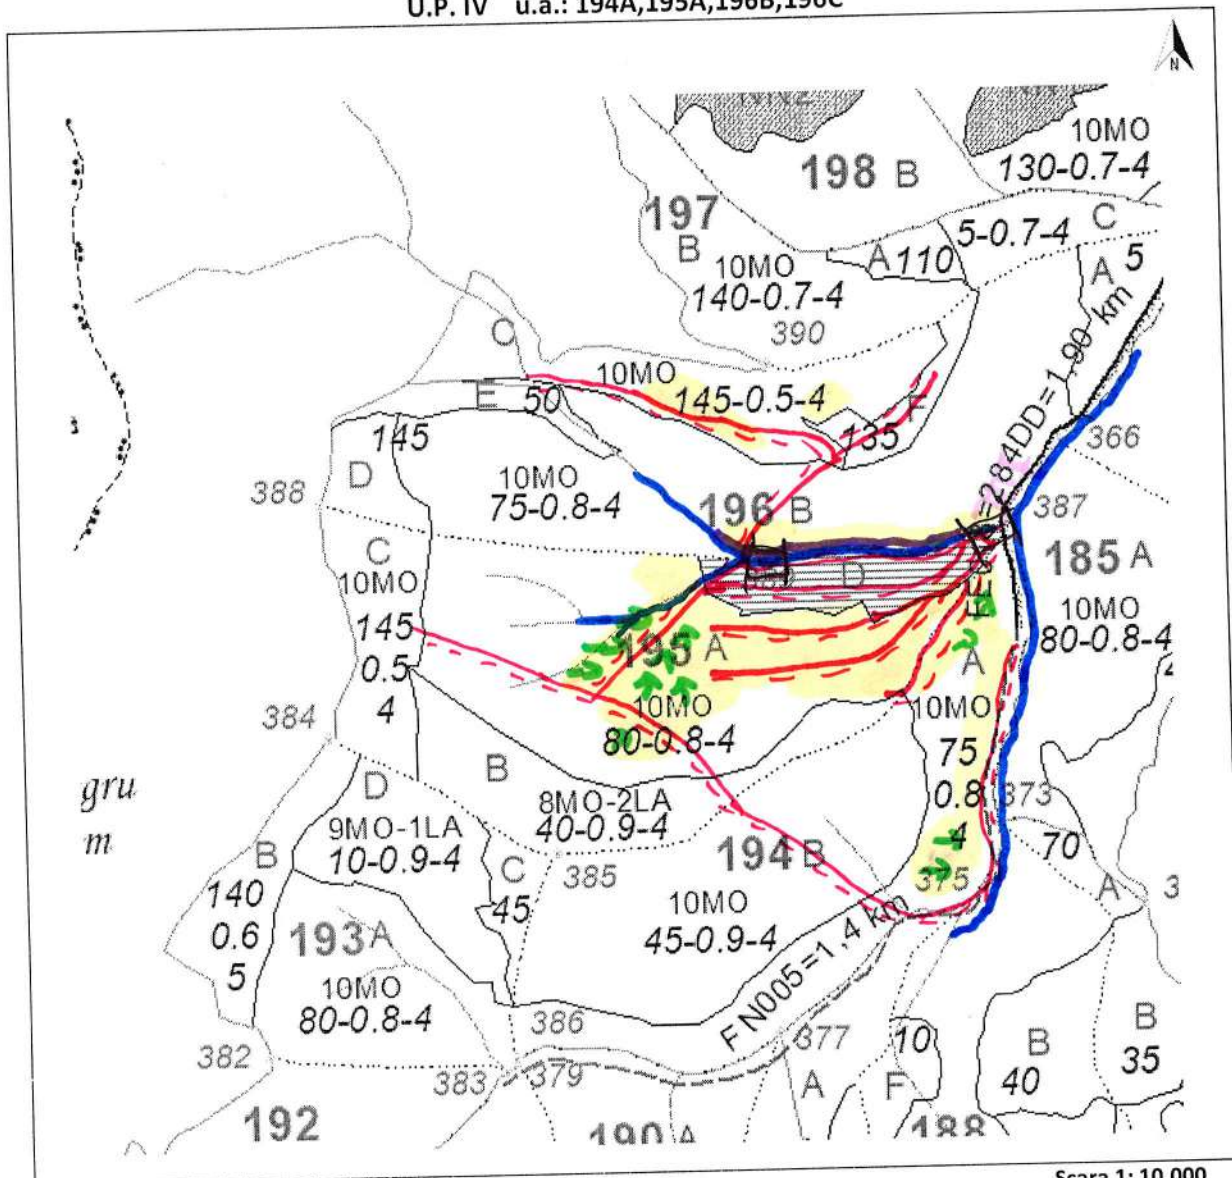 U.P. IV u.a.: 194A,195A,196B,196C
N
10MO
130-0.7-4
198 B
197
B
C
5-0.7-4
A 110
A 5
10MO
140-0.7-4
390
C
10MO
145-0.5-4
E 50
F
135
145
366
D
10MO
75-0.8-4
388
196 B
387
C
D
185 A
10MO
145
0.5
4
10MO
80-0.8-4
195 A
A
10MO
80-0.8-4
10MO
75
0.8
4
384
B
gru
m
D
8MO-2LA
40-0.9-4
373
9MO-1LA
10-0.9-4
194 B
70
B
140
0.6
5
C
45
385
375
A
3
193 A
10MO
45-0.9-4
10MO
80-0.8-4
FN005=1.4 km
=284DD=1.90 km
386
377
10
B
40
B
35
382
383
379
A
F
192
190 A
188
Scara 1: 10.000